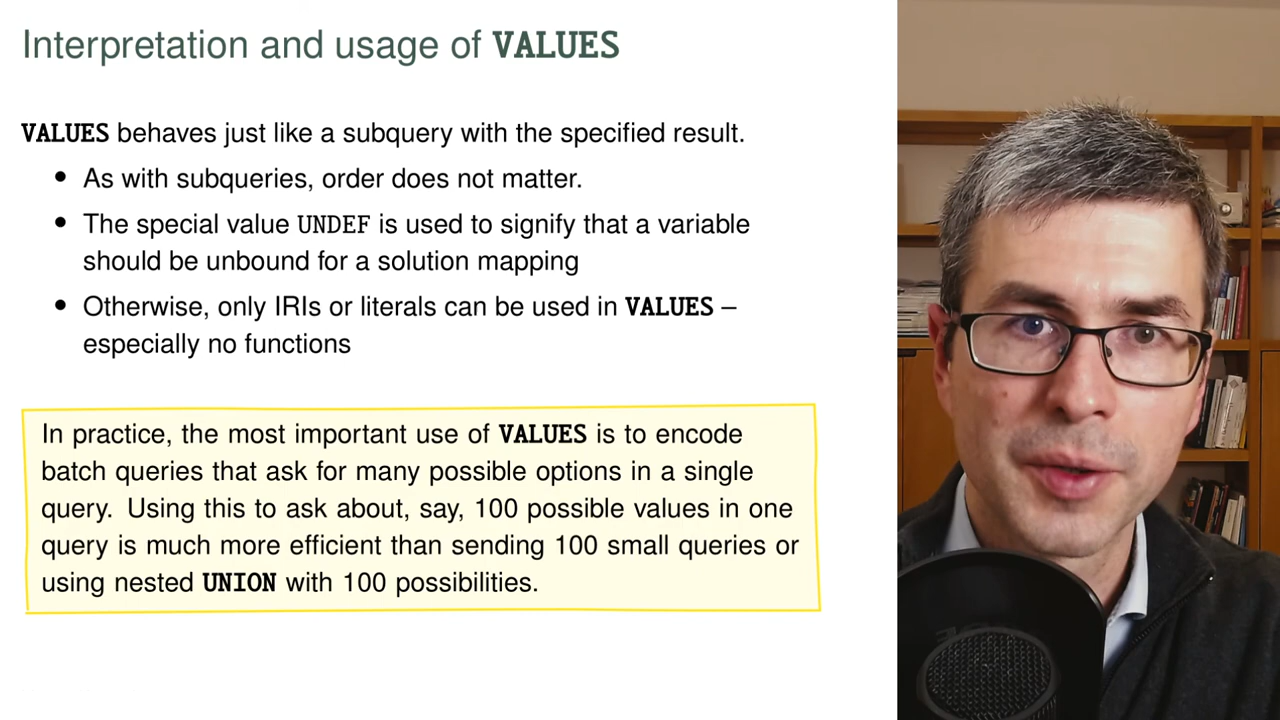 Interpretation and usage of VALUES
VALUES behaves just like a subquery with the specified result.
• As with subqueries, order does not matter.
• The special value UNDEF is used to signify that a variable
should be unbound for a solution mapping
• Otherwise, only IRIs or literals can be used in VALUES –
especially no functions
In practice, the most important use of VALUES is to encode
batch queries that ask for many possible options in a single
query. Using this to ask about, say, 100 possible values in one
query is much more efficient than sending 100 small queries or
using nested UNION with 100 possibilities.